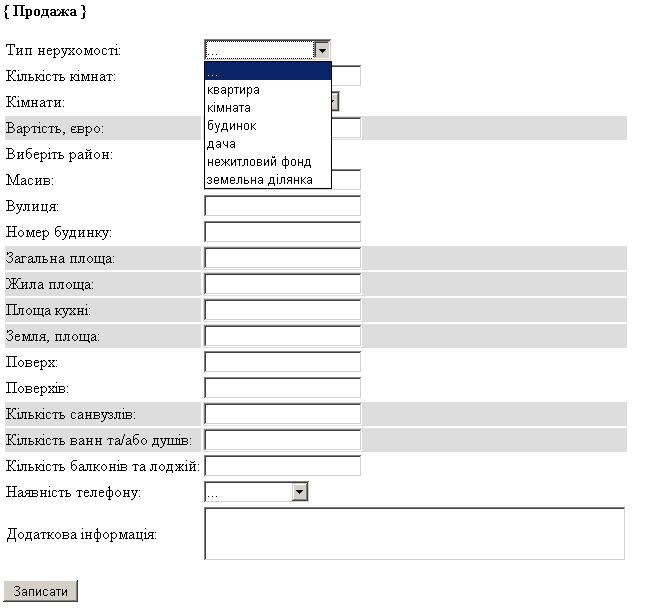 { Продажа }
Тип нерухомості: ...
...
Кількість кімнат:
квартира
Кімнати:
кімната
Вартість, євро:
будинок
Виберіть район:
дача
нежитловий фонд
Масив:
земельна ділянка
Вулиця:
Номер будинку:
Загальна площа:
Жила площа:
Площа кухні:
Земля, площа:
Поверх:
Поверхів:
Кількість санвузлів:
Кількість ванн та/або душів:
Кількість балконів та лоджій:
Наявність телефону: ...
Додаткова інформація:
Записати